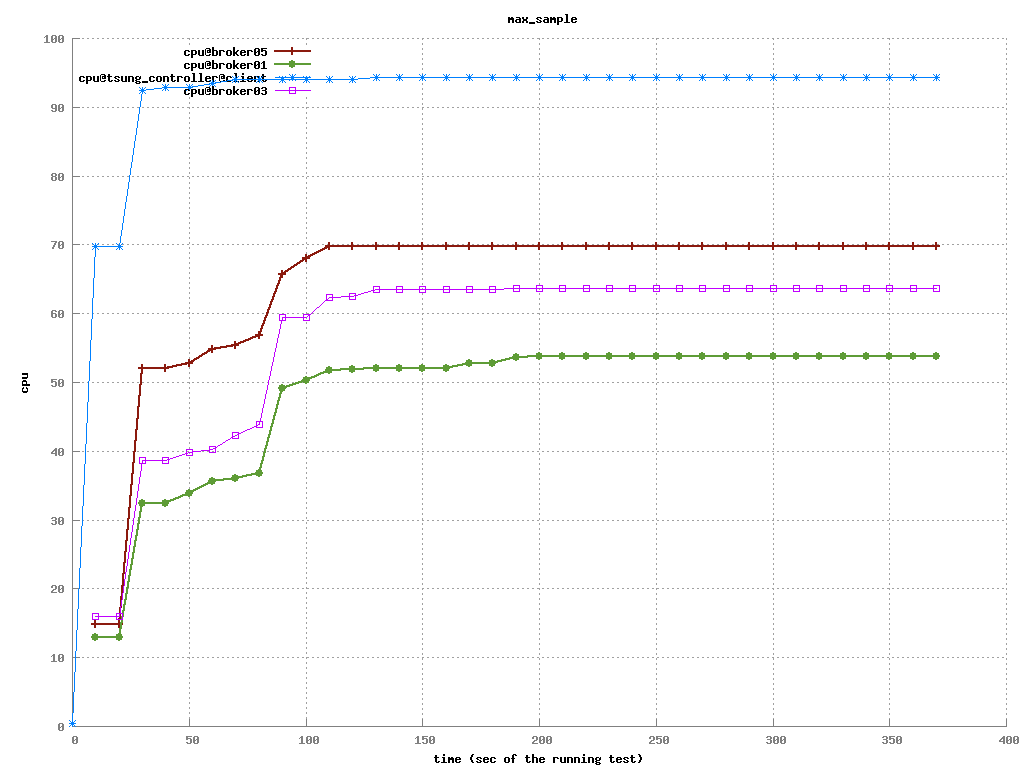 max_sample
100
90
80
70
60
50
40
30
20
10
0
cpu
cpu@broker05
cpu@broker01
cpu@tsung_controller@client
cpu@broker03
0 50 100 150 200 250 300 350 400
time (sec of the running test)